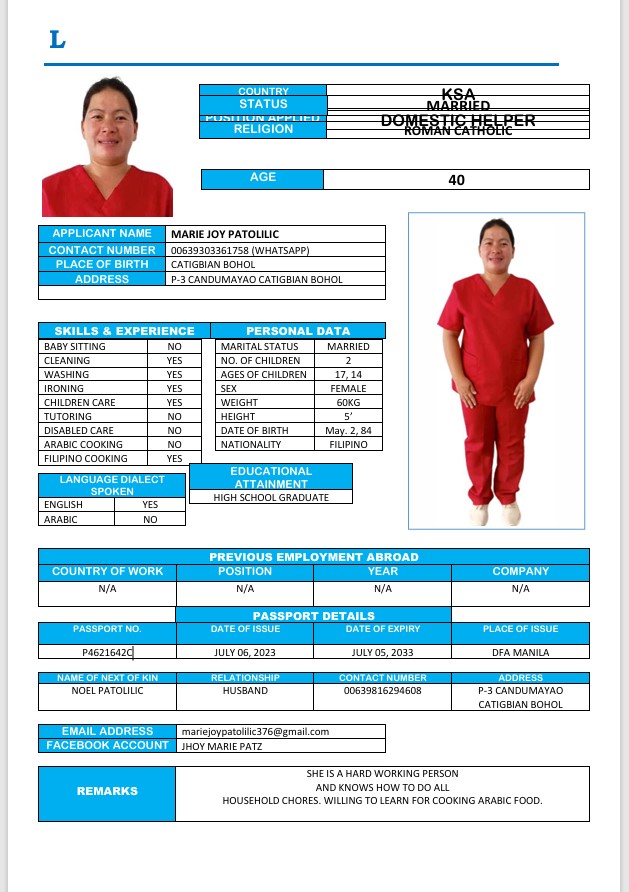 L
COUNTRY KSA
STATUS MARRIED
POSITION APPLIED DOMESTIC HELPER
RELIGION ROMAN CATHOLIC
AGE 40
APPLICANT NAME MARIE JOY PATOLILIC
CONTACT NUMBER 00639303361758 (WHATSAPP)
PLACE OF BIRTH CATIGBIAN BOHOL
ADDRESS P-3 CANDUMAYAO CATIGBIAN BOHOL
SKILLS & EXPERIENCE PERSONAL DATA
BABY SITTING NO MARITAL STATUS MARRIED
CLEANING YES NO. OF CHILDREN 2
WASHING YES AGES OF CHILDREN 17, 14
IRONING YES SEX FEMALE
CHILDREN CARE YES WEIGHT 60KG
TUTORING NO HEIGHT 5’
DISABLED CARE NO DATE OF BIRTH May. 2, 84
ARABIC COOKING NO NATIONALITY FILIPINO
FILIPINO COOKING YES
EDUCATIONAL
ATTAINMENT
HIGH SCHOOL GRADUATE
LANGUAGE DIALECT
SPOKEN
ENGLISH YES
ARABIC NO
PREVIOUS EMPLOYMENT ABROAD
COUNTRY OF WORK POSITION YEAR COMPANY
N/A N/A N/A N/A
PASSPORT DETAILS
PASSPORT NO. DATE OF ISSUE DATE OF EXPIRY PLACE OF ISSUE
P4621642C JULY 06, 2023 JULY 05, 2033 DFA MANILA
NAME OF NEXT OF KIN RELATIONSHIP CONTACT NUMBER ADDRESS
NOEL PATOLILIC HUSBAND 00639816294608 P-3 CANDUMAYAO
CATIGBIAN BOHOL
EMAIL ADDRESS mariejoypatolilic376@gmail.com
FACEBOOK ACCOUNT JHOY MARIE PATZ
REMARKS
SHE IS A HARD WORKING PERSON
AND KNOWS HOW TO DO ALL
HOUSEHOLD CHORES. WILLING TO LEARN FOR COOKING ARABIC FOOD.